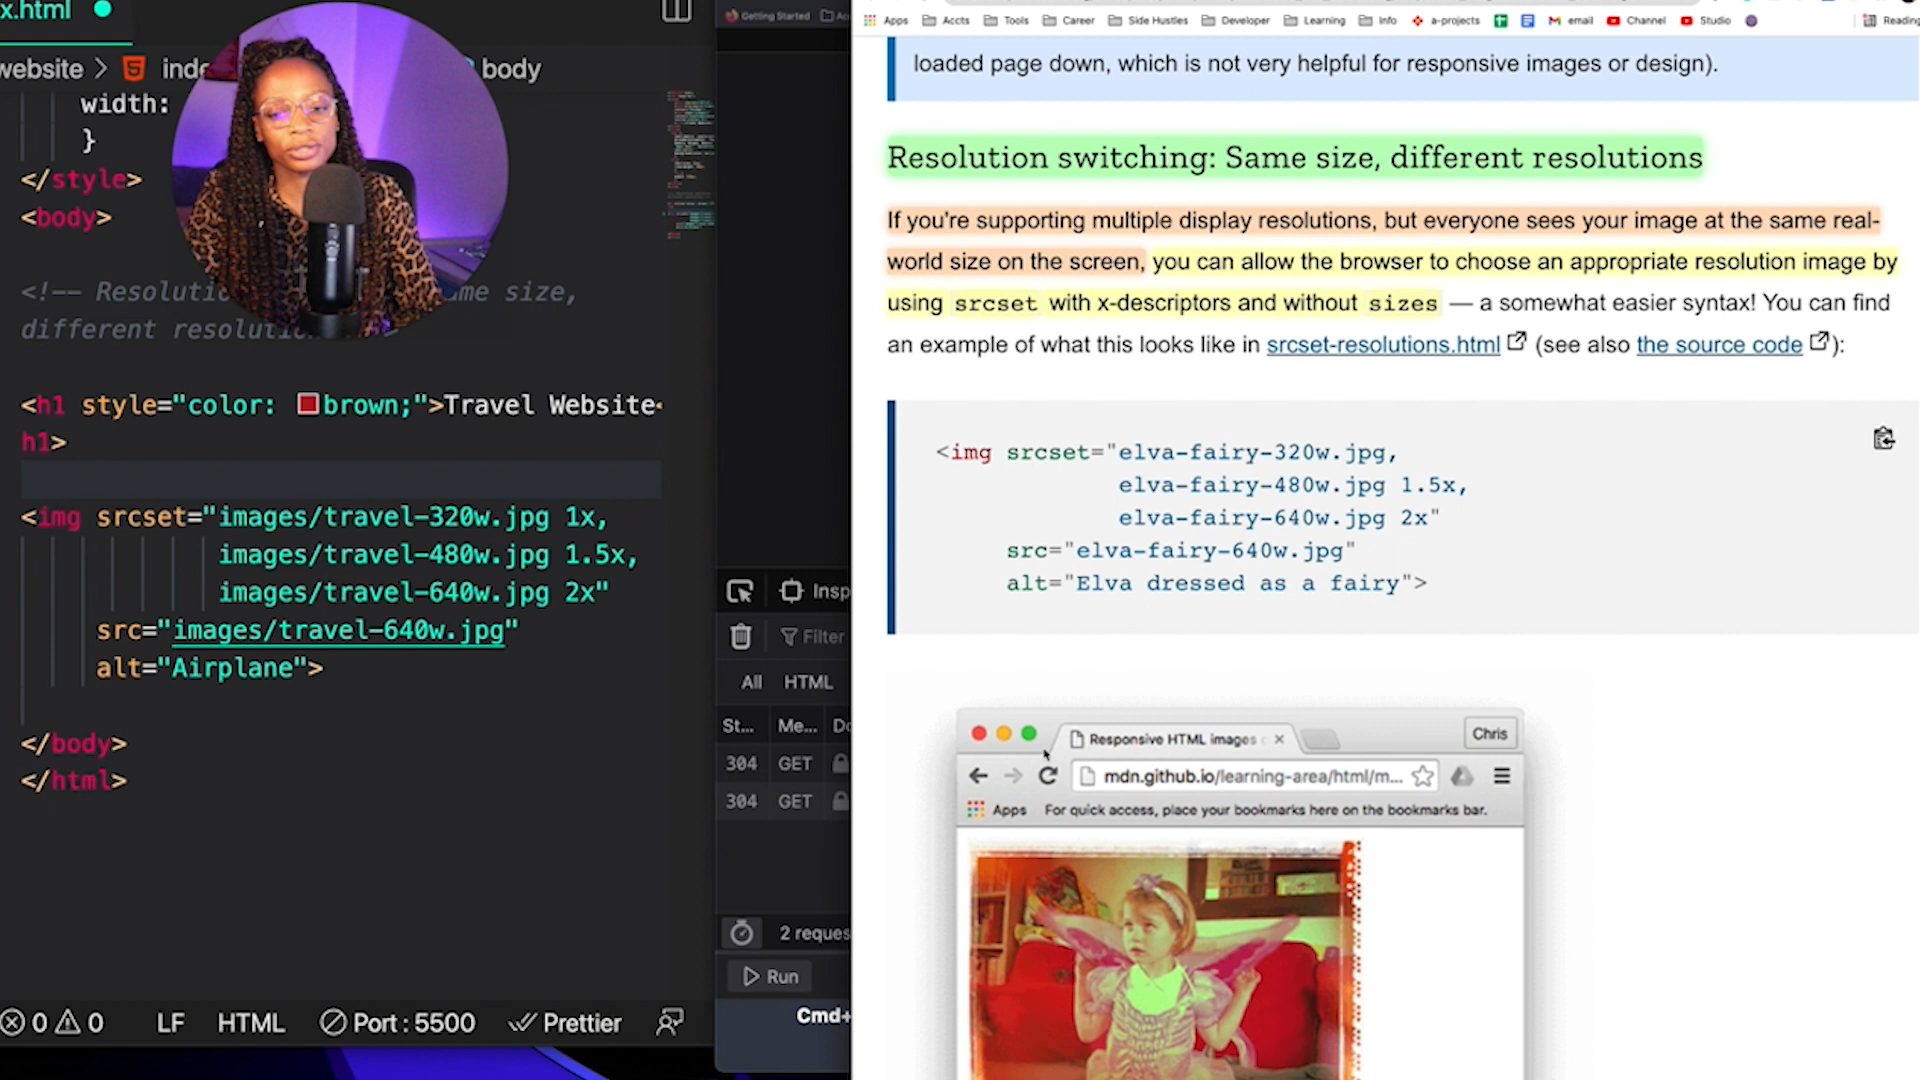 x.html
website > index body
width:
}
</style>
<body>
<!-- Resolution same size,
different resolution
<h1 style="color: brown;">Travel Website<
h1>
<img srcset="images/travel-320w.jpg 1x,
images/travel-480w.jpg 1.5x,
images/travel-640w.jpg 2x"
src="images/travel-640w.jpg"
alt="Airplane">
</body>
</html>
0 0 LF HTML Port : 5500 Prettier
Getting Started
Insp
Filter
All HTML
St... Me... Do
304 GET
304 GET
2 reques
Run
Cmd+
Apps Accts Tools Career Side Hustles Developer Learning Info a-projects email Channel Studio Reading
loaded page down, which is not very helpful for responsive images or design).
Resolution switching: Same size, different resolutions
If you're supporting multiple display resolutions, but everyone sees your image at the same real-
world size on the screen, you can allow the browser to choose an appropriate resolution image by
using srcset with x-descriptors and without sizes — a somewhat easier syntax! You can find
an example of what this looks like in srcset-resolutions.html (see also the source code ):
<img srcset="elva-fairy-320w.jpg,
elva-fairy-480w.jpg 1.5x,
elva-fairy-640w.jpg 2x"
src="elva-fairy-640w.jpg"
alt="Elva dressed as a fairy">
Responsive HTML images Chris
mdn.github.io/learning-area/html/m...
Apps For quick access, place your bookmarks here on the bookmarks bar.